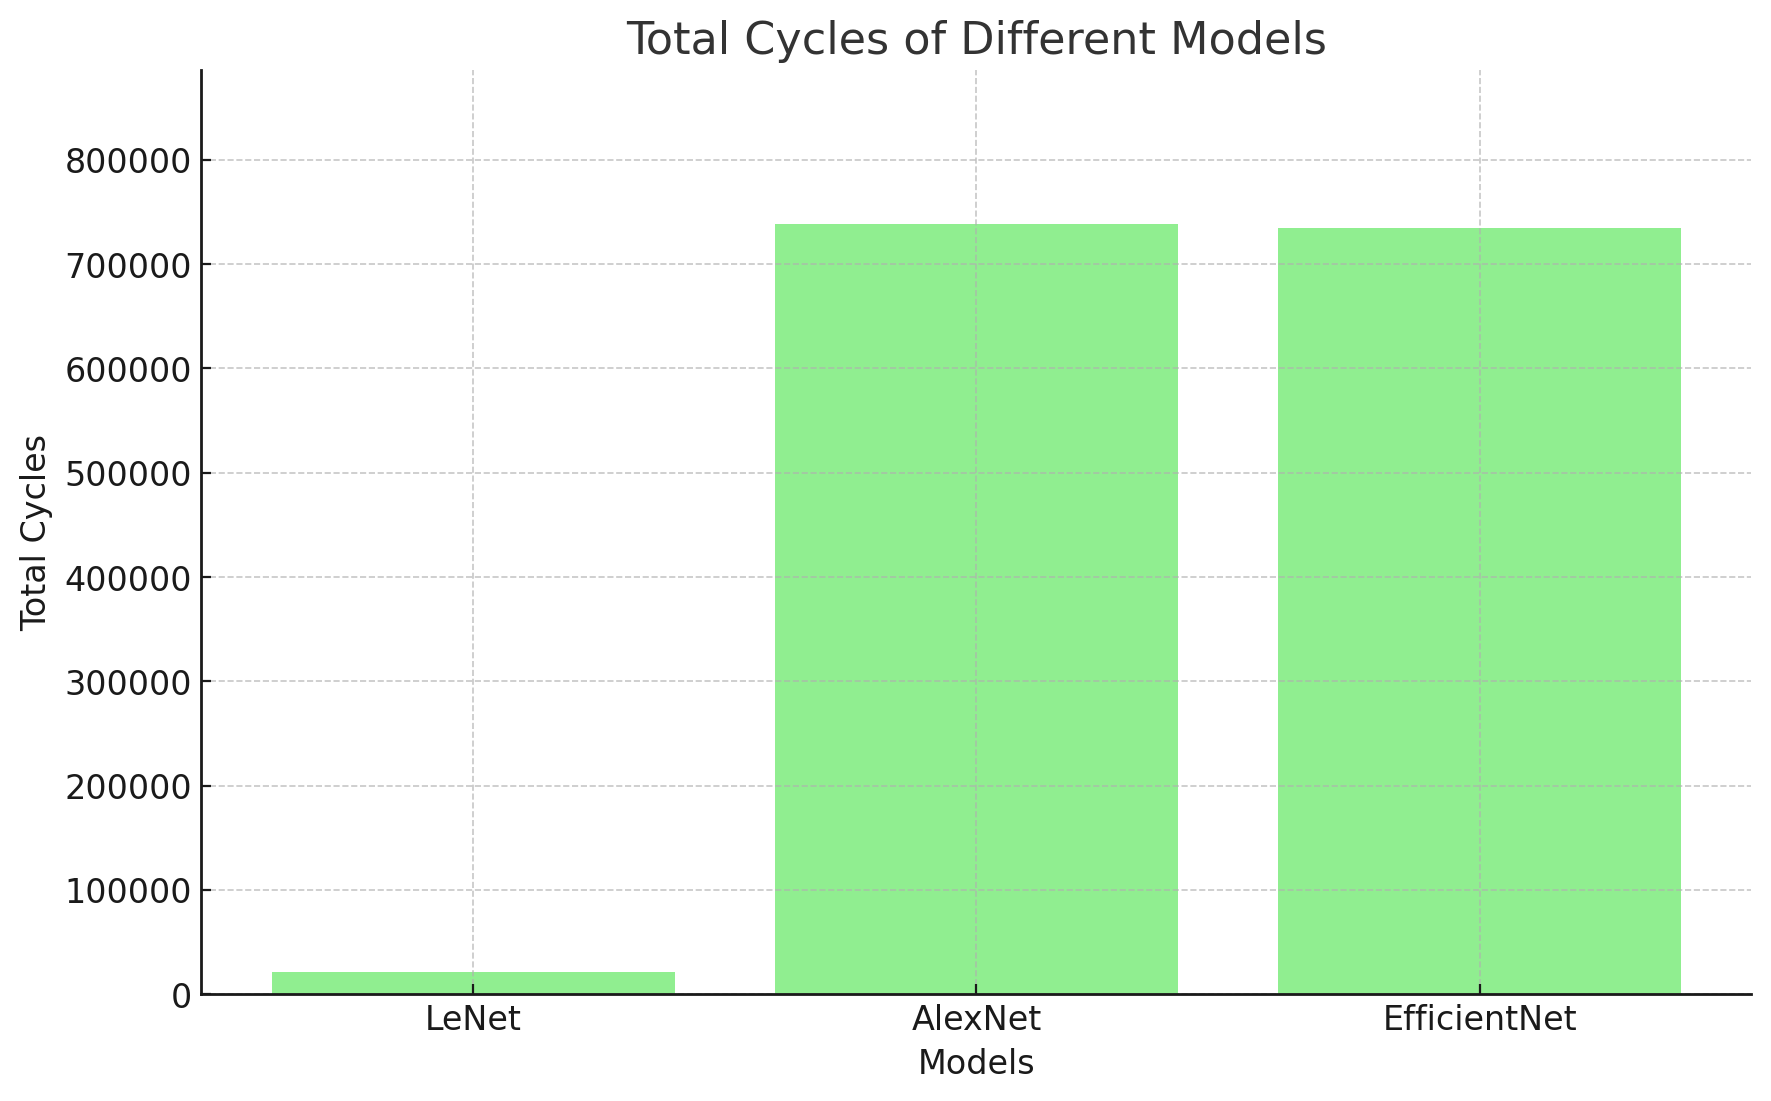 Total Cycles of Different Models
Total Cycles
800000
700000
600000
500000
400000
300000
200000
100000
0
LeNet
AlexNet
EfficientNet
Models